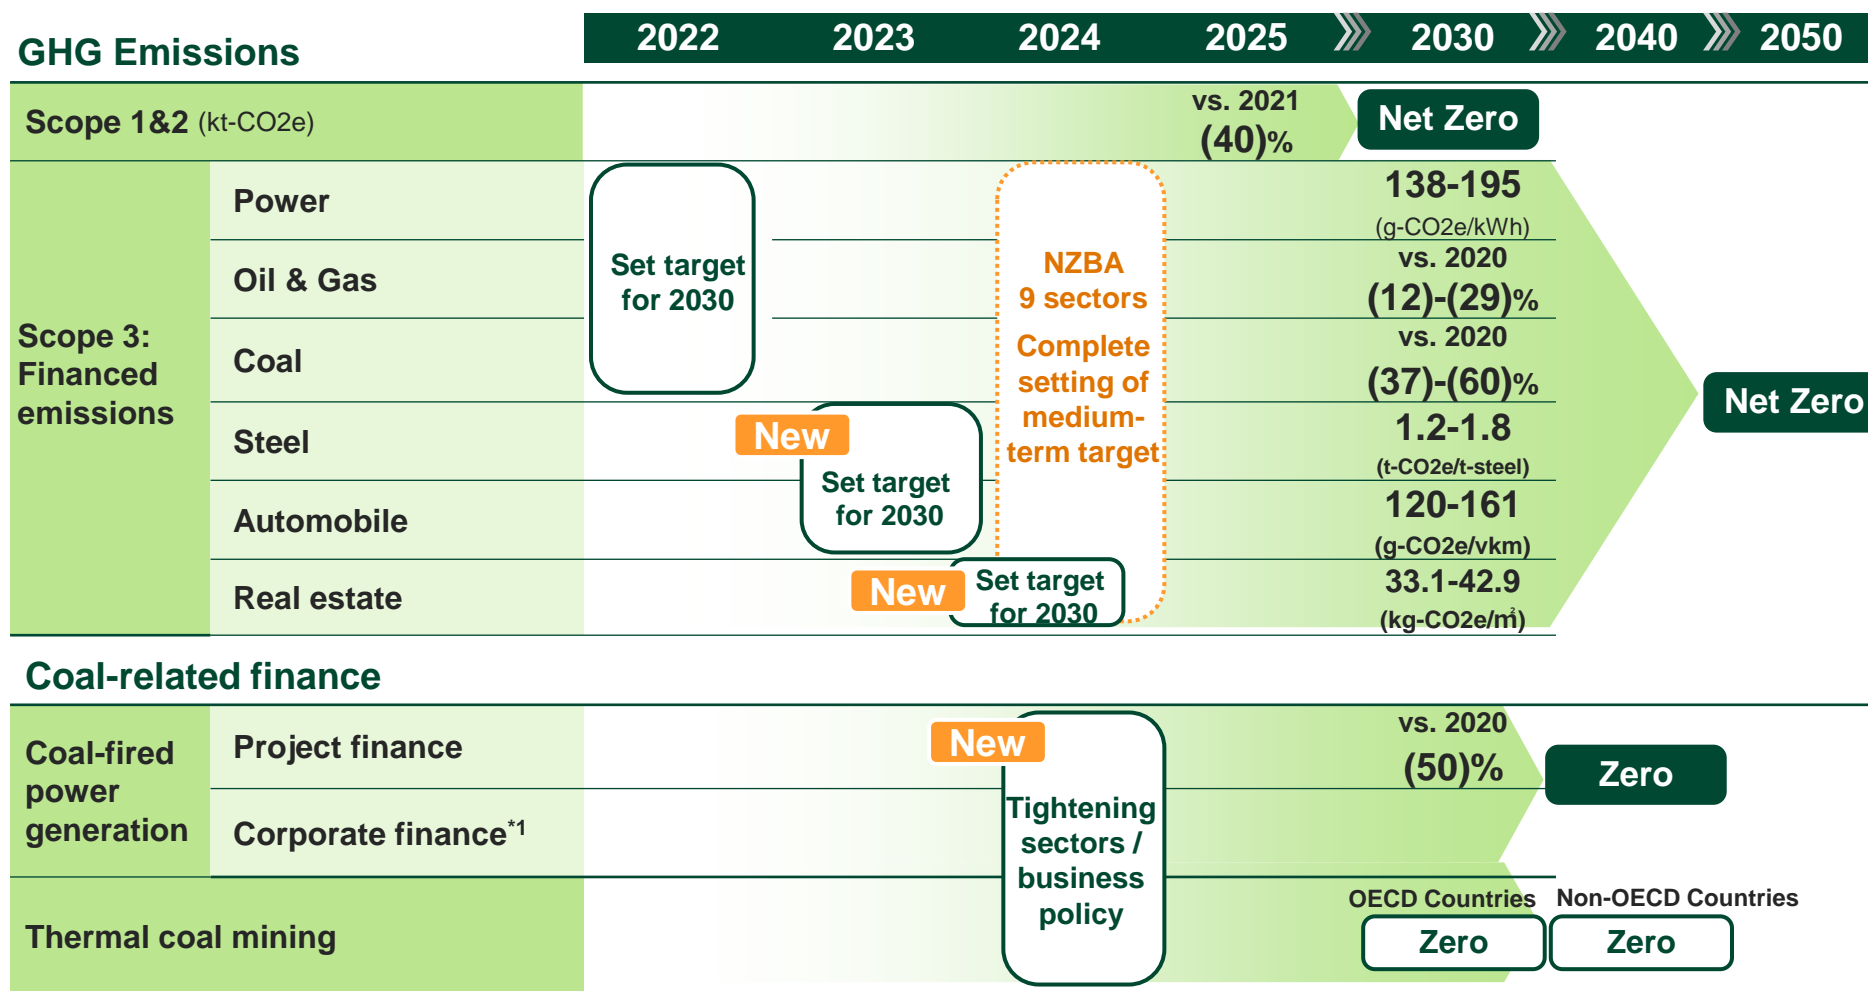 GHG Emissions
2022 2023 2024 2025 2030 2040 2050
Scope 1&2 (kt-CO2e)
vs. 2021
(40)%
Net Zero
Scope 3:
Financed
emissions
Power
Oil & Gas
Coal
Steel
Automobile
Real estate
Set target
for 2030
New
Set target
for 2030
New
Set target
for 2030
NZBA
9 sectors
Complete
setting of
medium-
term target
138-195
(g-CO2e/kWh)
vs. 2020
(12)-(29)%
vs. 2020
(37)-(60)%
1.2-1.8
(t-CO2e/t-steel)
120-161
(g-CO2e/vkm)
33.1-42.9
(kg-CO2e/㎡)
Net Zero
Coal-related finance
Coal-fired
power
generation
Project finance
Corporate finance*1
New
Tightening
sectors /
business
policy
vs. 2020
(50)%
Zero
Thermal coal mining
OECD Countries
Zero
Non-OECD Countries
Zero